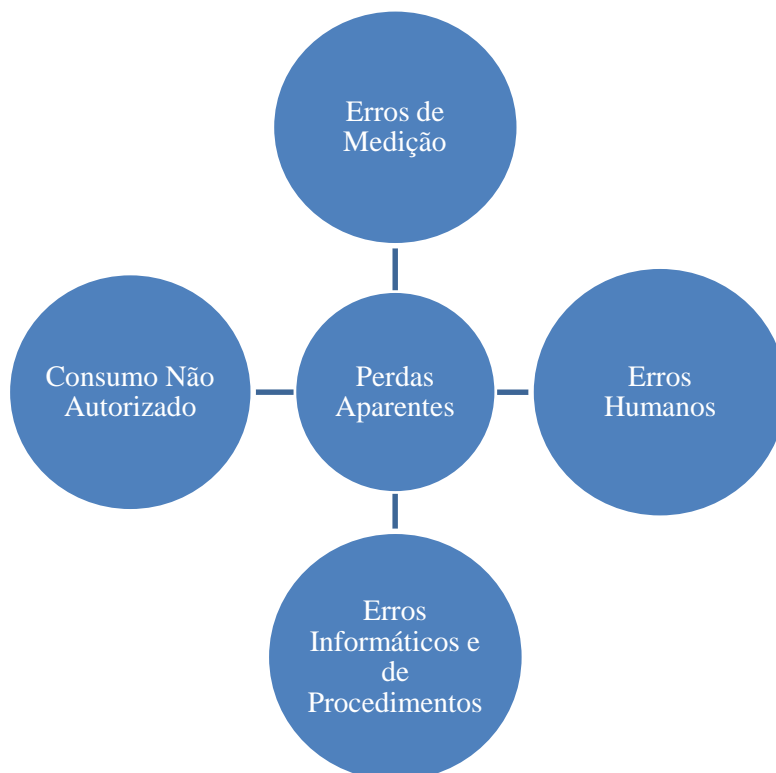 Erros de
Medição
Consumo Não
Autorizado
Perdas
Aparentes
Erros
Humanos
Erros
Informáticos e
de
Procedimentos